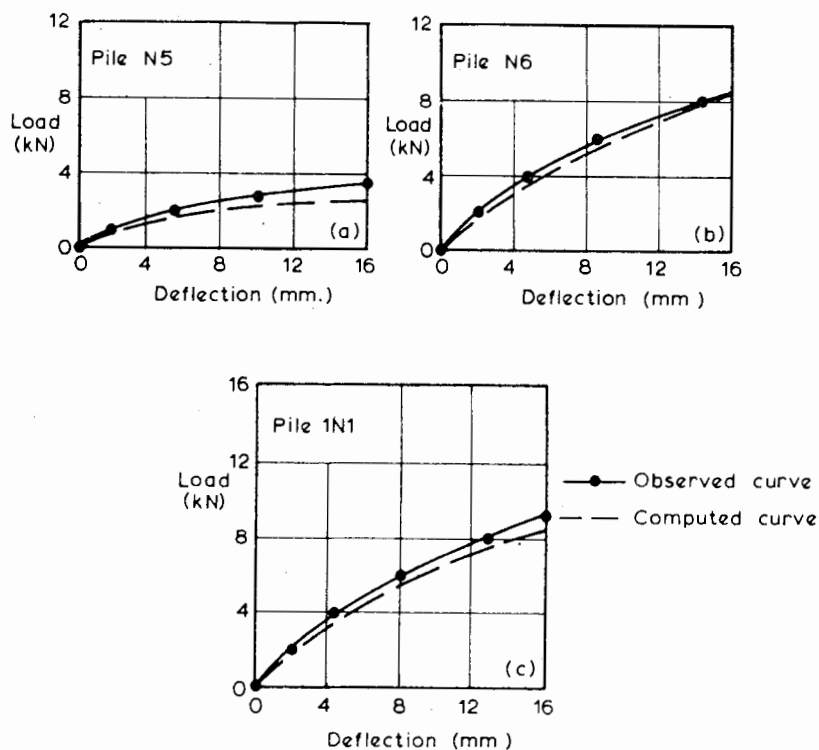 12
Pile N5
8
Load
(kN)
4
0
(a)
0 4 8 12 16
Deflection (mm.)
12
Pile N6
8
Load
(kN)
4
0
(b)
0 4 8 12 16
Deflection (mm)
16
Pile 1N1
12
Load
(kN)
8
4
0
(c)
0 4 8 12 16
Deflection (mm)
Observed curve
Computed curve